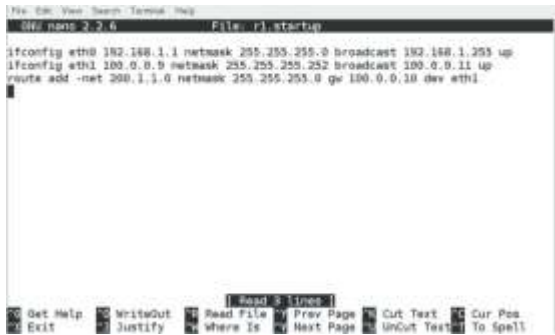 File Edit View Search Terminal Help
GNU nano 2.2.6 File: r1.startup
ifconfig eth0 192.168.1.1 netmask 255.255.255.0 broadcast 192.168.1.255 up
ifconfig eth1 100.0.0.9 netmask 255.255.255.252 broadcast 100.0.0.11 up
route add -net 200.1.1.0 netmask 255.255.255.0 gw 100.0.0.10 dev eth1
[ Read 3 lines ]
^G Get Help ^O WriteOut ^R Read File ^Y Prev Page ^K Cut Text ^C Cur Pos
^X Exit ^J Justify ^W Where Is ^V Next Page ^U UnCut Text ^T To Spell